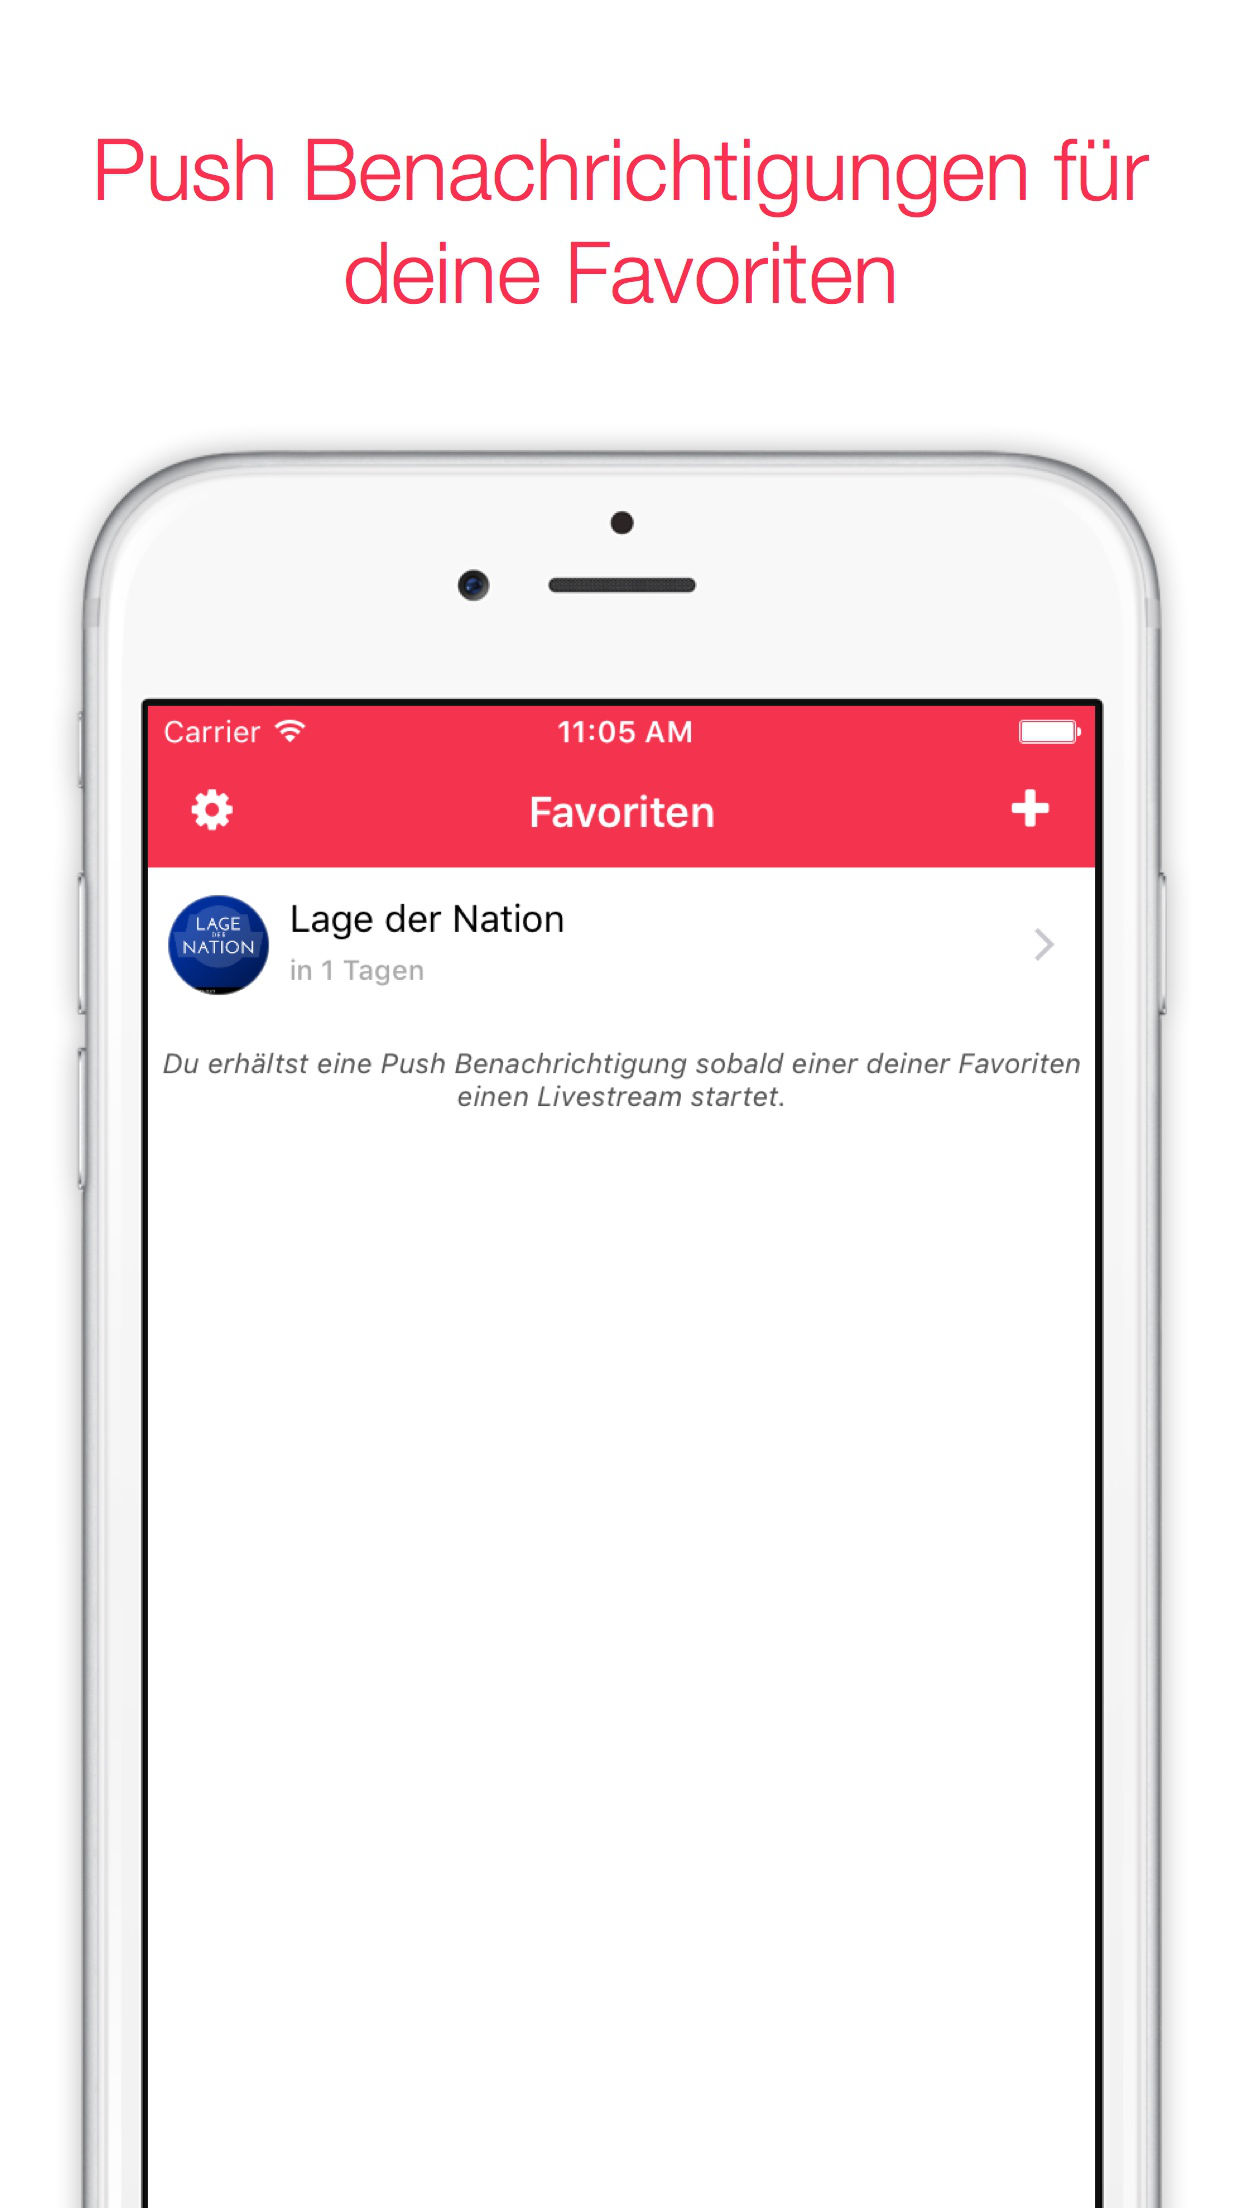 Push Benachrichtigungen für
deine Favoriten
Carrier
11:05 AM
Favoriten
LAGE
DER
NATION
Lage der Nation
in 1 Tagen
Du erhältst eine Push Benachrichtigung sobald einer deiner Favoriten
einen Livestream startet.